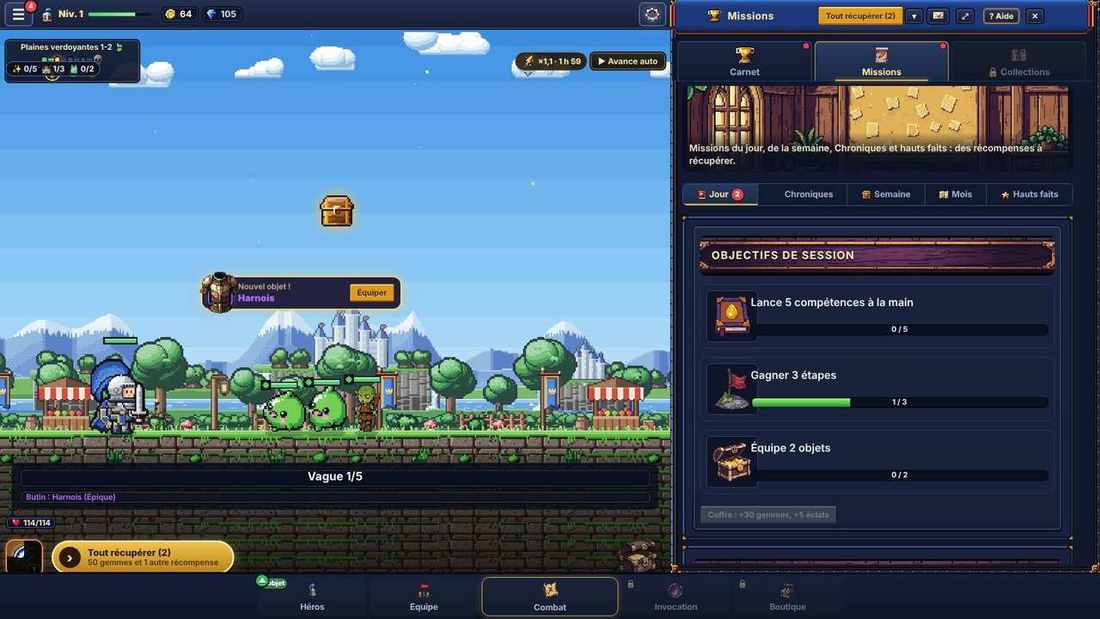 4
Niv. 1
64
105
Plaines verdoyantes 1-2
0/5 1/3 0/2
×1,1 · 1 h 59
Avance auto
Nouvel objet !
Harnois
Équiper
Vague 1/5
Butin : Harnois (Épique)
114/114
Tout récupérer (2)
50 gemmes et 1 autre récompense
Missions
Tout récupérer (2)
? Aide
Carnet
Missions
Collections
Missions du jour, de la semaine, Chroniques et hauts faits : des récompenses à
récupérer.
Jour 2
Chroniques
Semaine
Mois
Hauts faits
OBJECTIFS DE SESSION
Lance 5 compétences à la main
0 / 5
Gagner 3 étapes
1 / 3
Équipe 2 objets
0 / 2
Coffre : +30 gemmes, +5 éclats
Héros
Équipe
Combat
Invocation
Boutique